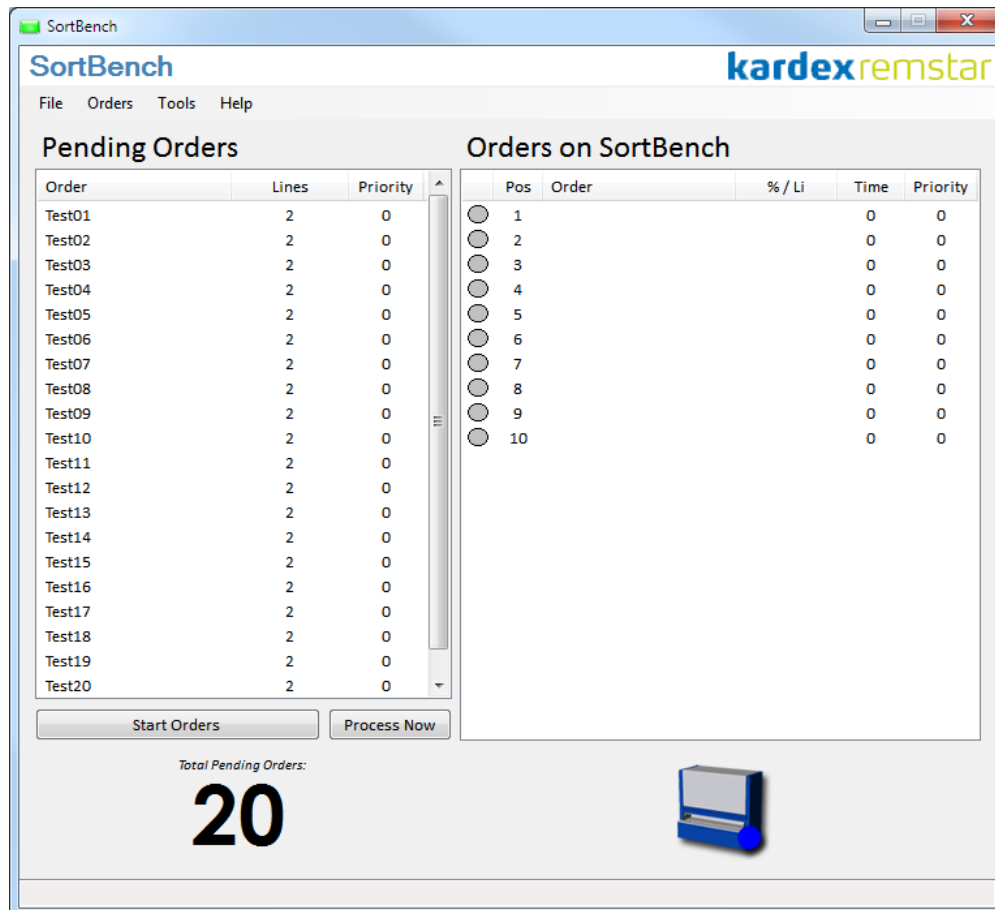 SortBench
SortBench
kardexremstar
File Orders Tools Help
Pending Orders
Order Lines Priority
Test01 2 0
Test02 2 0
Test03 2 0
Test04 2 0
Test05 2 0
Test06 2 0
Test07 2 0
Test08 2 0
Test09 2 0
Test10 2 0
Test11 2 0
Test12 2 0
Test13 2 0
Test14 2 0
Test15 2 0
Test16 2 0
Test17 2 0
Test18 2 0
Test19 2 0
Test20 2 0
Start Orders Process Now
Total Pending Orders:
20
Orders on SortBench
Pos Order % / Li Time Priority
1 0 0
2 0 0
3 0 0
4 0 0
5 0 0
6 0 0
7 0 0
8 0 0
9 0 0
10 0 0